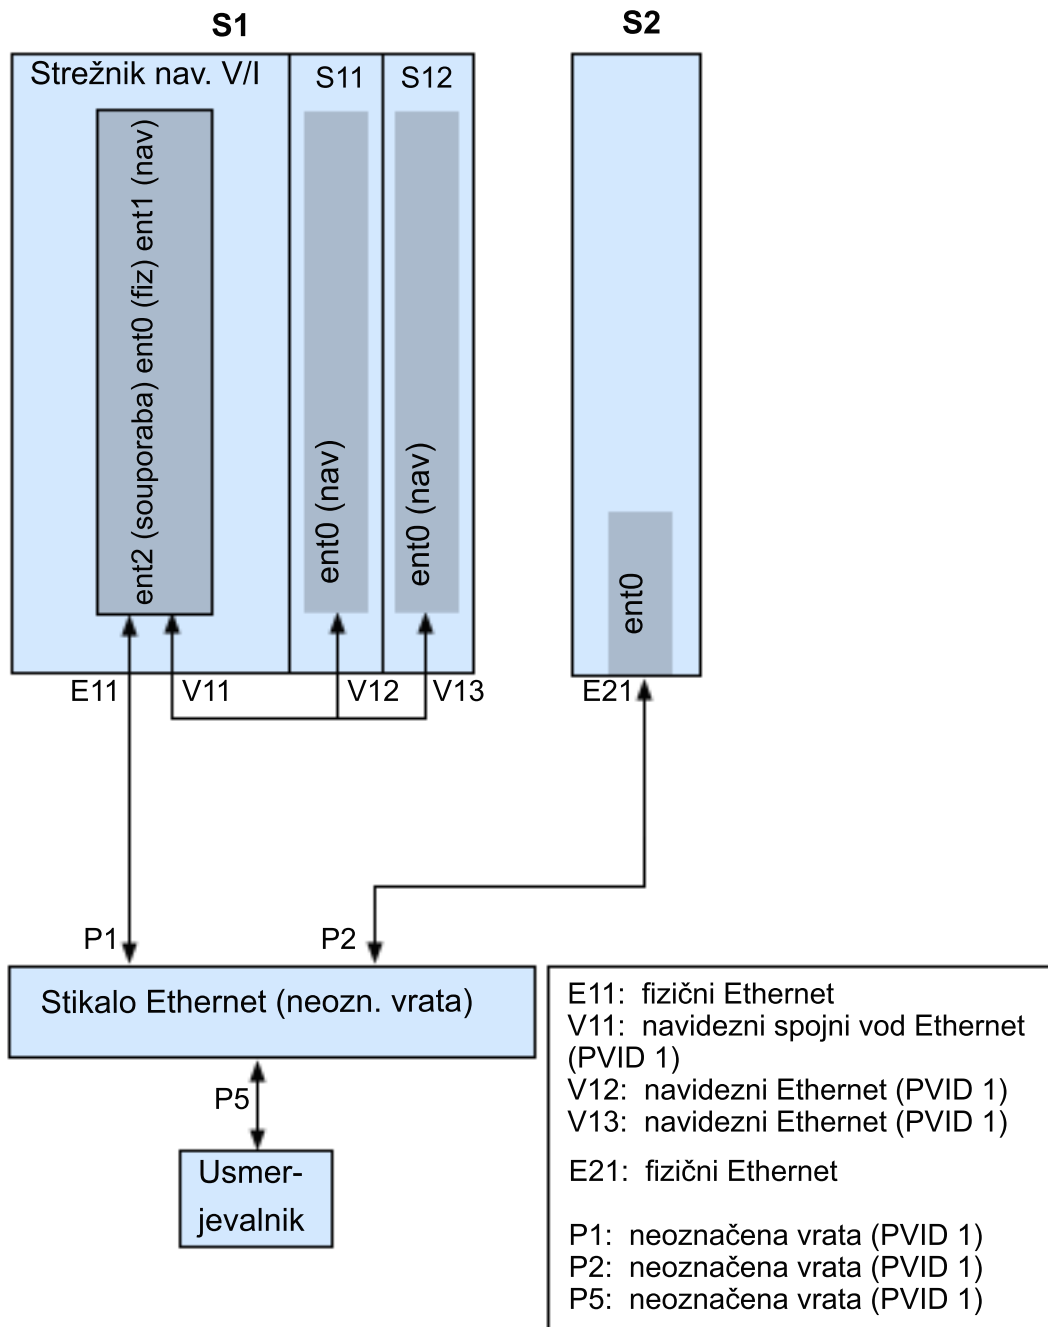 S1
S2
Strežnik nav. V/I
S11
S12
ent2 (souporaba) ent0 (fiz) ent1 (nav)
ent0 (nav)
ent0 (nav)
ent0
E11
V11
V12
V13
E21
P1
P2
Stikalo Ethernet (neozn. vrata)
P5
Usmer-
jevalnik
E11: fizični Ethernet
V11: navidezni spojni vod Ethernet
(PVID 1)
V12: navidezni Ethernet (PVID 1)
V13: navidezni Ethernet (PVID 1)
E21: fizični Ethernet
P1: neoznačena vrata (PVID 1)
P2: neoznačena vrata (PVID 1)
P5: neoznačena vrata (PVID 1)